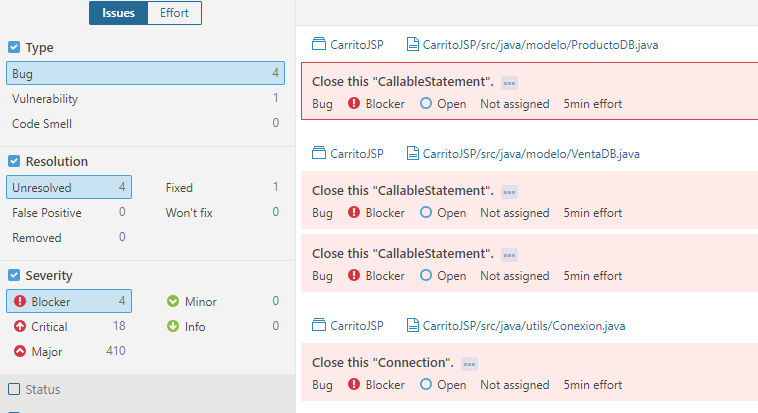 Issues Effort
Type
Bug 4
Vulnerability 1
Code Smell 0
Resolution
Unresolved 4 Fixed 1
False Positive 0 Won't fix 0
Removed 0
Severity
Blocker 4 Minor 0
Critical 18 Info 0
Major 410
Status
CarritoJSP CarritoJSP/src/java/modelo/ProductoDB.java
Close this "CallableStatement".
Bug Blocker Open Not assigned 5min effort
CarritoJSP CarritoJSP/src/java/modelo/VentaDB.java
Close this "CallableStatement".
Bug Blocker Open Not assigned 5min effort
Close this "CallableStatement".
Bug Blocker Open Not assigned 5min effort
CarritoJSP CarritoJSP/src/java/utils/Conexion.java
Close this "Connection".
Bug Blocker Open Not assigned 5min effort